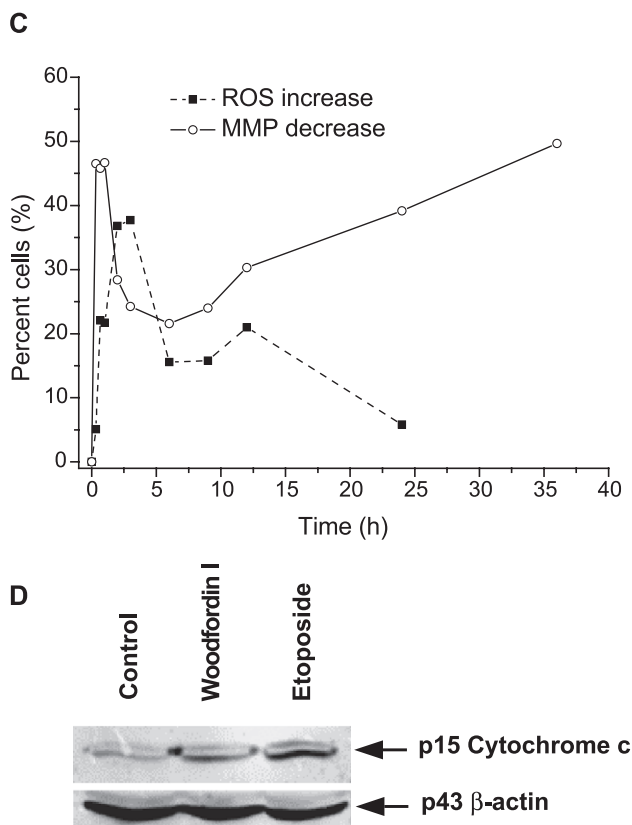 C
60
50
40
30
20
10
0
Percent cells (%)
ROS increase
MMP decrease
0 5 10 15 20 25 30 35 40
Time (h)
D
Control
Woodfordin I
Etoposide
p15 Cytochrome c
p43 β-actin